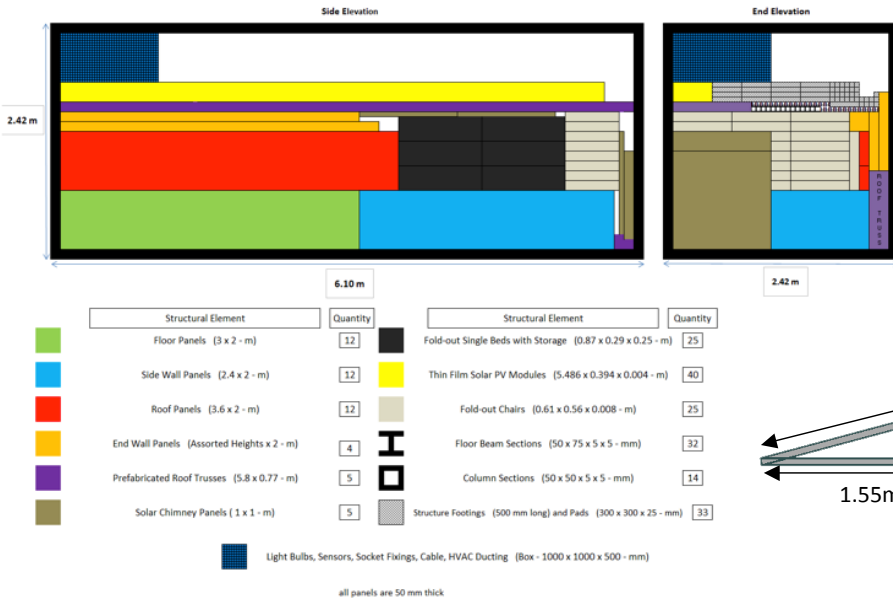 Side Elevation
End Elevation
2.42 m
ROOF TRUSS
6.10 m
2.42 m
Structural Element Quantity Structural Element Quantity
Floor Panels (3 x 2 - m) 12 Fold-out Single Beds with Storage (0.87 x 0.29 x 0.25 - m) 25
Side Wall Panels (2.4 x 2 - m) 12 Thin Film Solar PV Modules (5.486 x 0.394 x 0.004 - m) 40
Roof Panels (3.6 x 2 - m) 12 Fold-out Chairs (0.61 x 0.56 x 0.008 - m) 25
End Wall Panels (Assorted Heights x 2 - m) 4 Floor Beam Sections (50 x 75 x 5 x 5 - mm) 32
Prefabricated Roof Trusses (5.8 x 0.77 - m) 5 Column Sections (50 x 50 x 5 x 5 - mm) 14
Solar Chimney Panels ( 1 x 1 - m) 5 Structure Footings (500 mm long) and Pads (300 x 300 x 25 - mm) 33
1.55m
Light Bulbs, Sensors, Socket Fixings, Cable, HVAC Ducting (Box - 1000 x 1000 x 500 - mm)
all panels are 50 mm thick